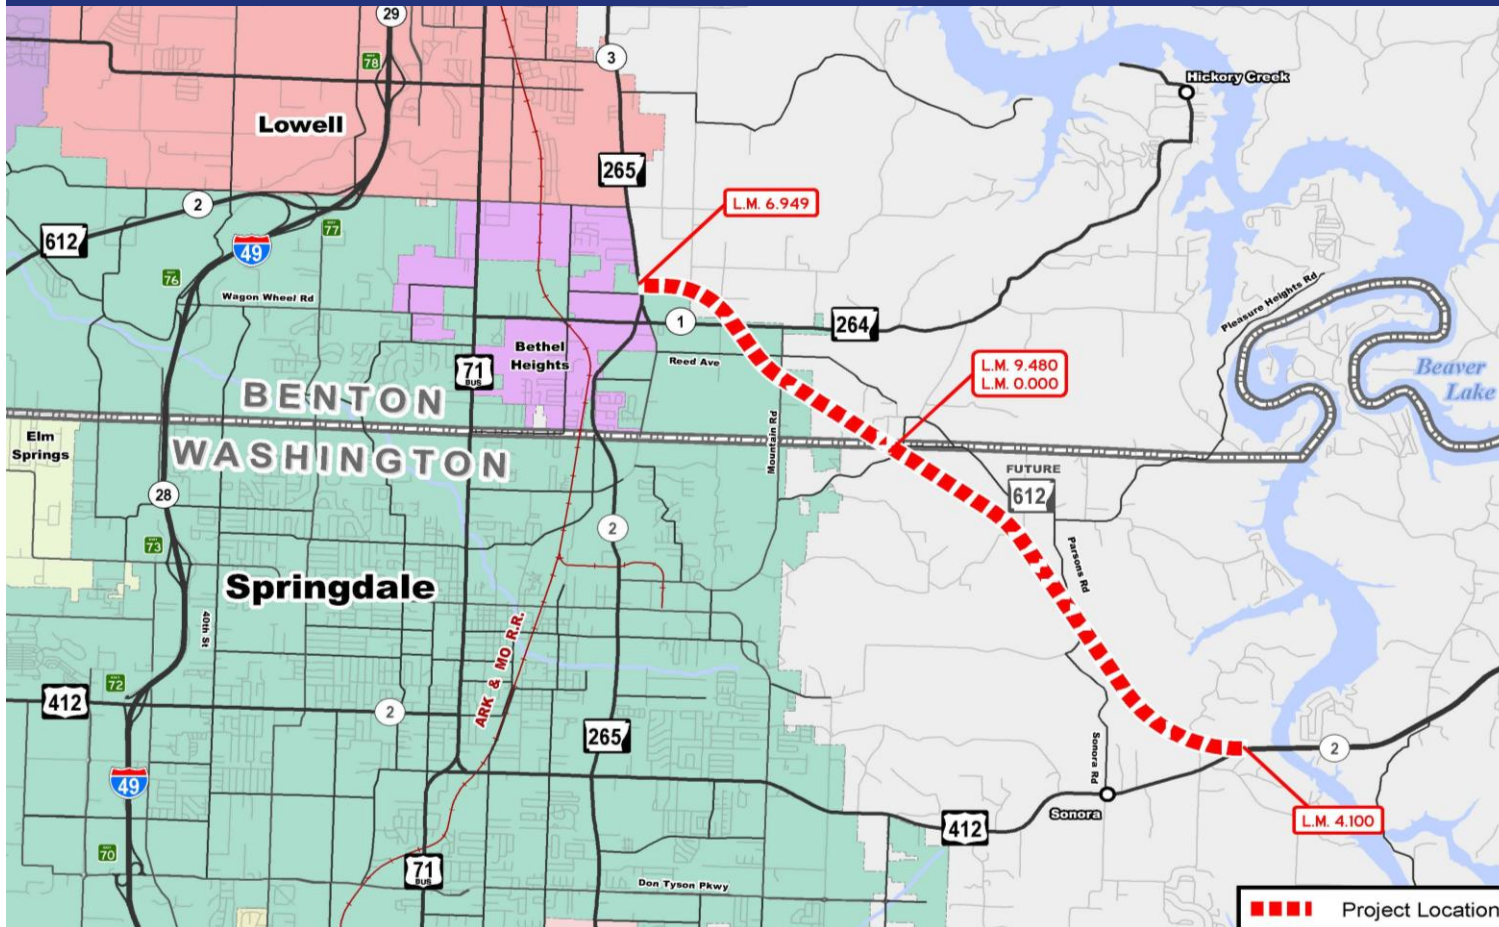 29
3
EXIT
78
Hickory Creek
Lowell
265
L.M. 6.949
2
77
612
49
76
Pleasure Heights Rd
Wagon Wheel Rd
1
264
Bethel
Heights
Reed Ave
71
BUS
L.M. 9.480
L.M. 0.000
Beaver
Lake
BENTON
Mountain Rd
Elm
Springs
WASHINGTON
FUTURE
612
28
2
73
Parsons Rd
Springdale
40th St
ARK & MO R.R.
72
412
2
265
Sonora Rd
2
49
Sonora
L.M. 4.100
412
70
71
BUS
Don Tyson Pkwy
Project Location